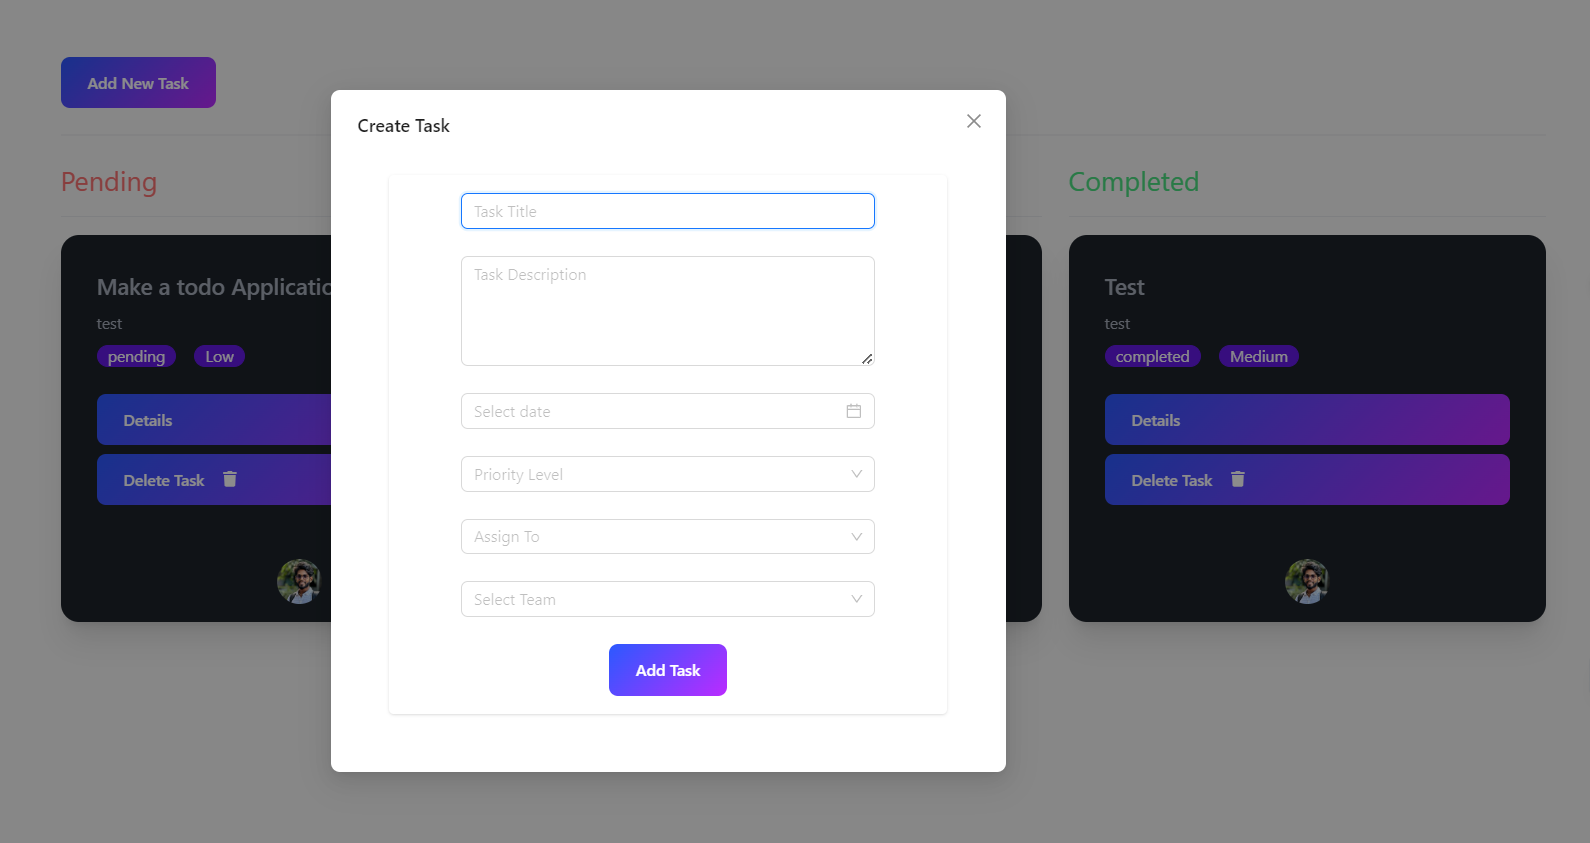 Add New Task
Create Task
Pending
Completed
Task Title
Task Description
Select date
Priority Level
Assign To
Select Team
Add Task
Make a todo Applicatio
test
pending Low
Details
Delete Task
Test
test
completed Medium
Details
Delete Task